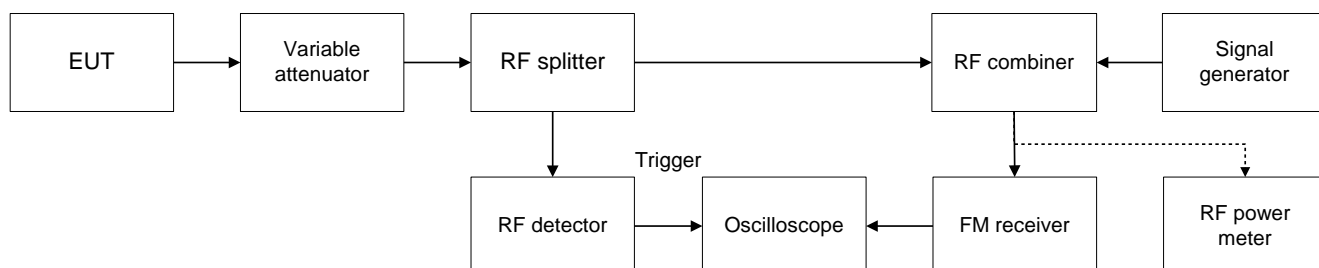 EUT
Variable
attenuator
RF splitter
RF combiner
Signal
generator
Trigger
RF detector
Oscilloscope
FM receiver
RF power
meter